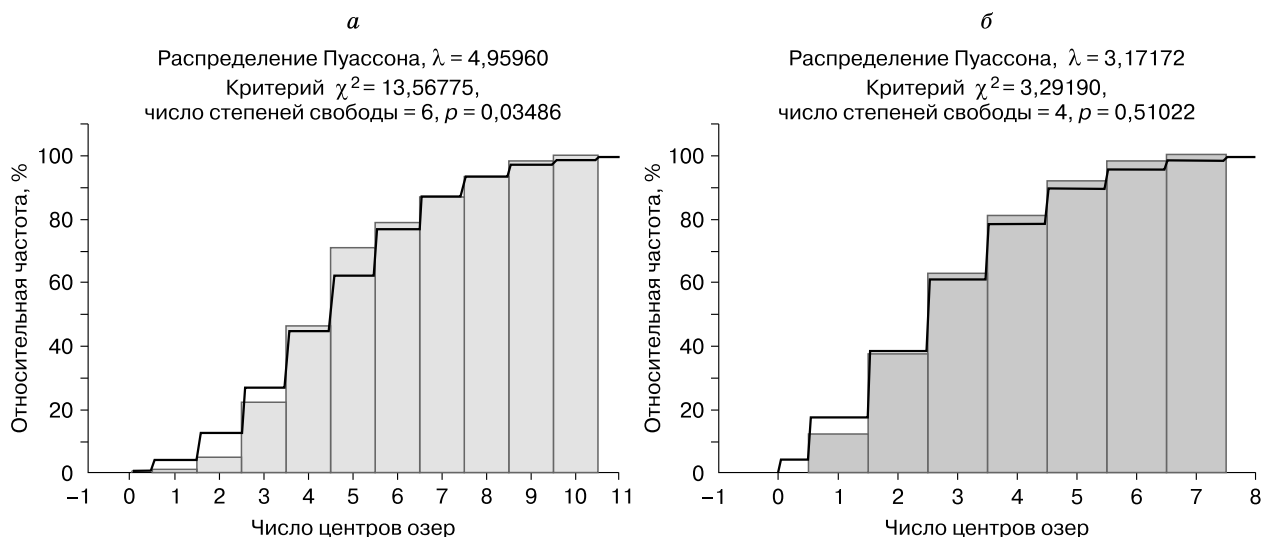 а
Распределение Пуассона, λ = 4,95960
Критерий χ² = 13,56775,
число степеней свободы = 6, p = 0,03486
Относительная частота, %
100
80
60
40
20
0
−1 0 1 2 3 4 5 6 7 8 9 10 11
Число центров озер
б
Распределение Пуассона, λ = 3,17172
Критерий χ² = 3,29190,
число степеней свободы = 4, p = 0,51022
Относительная частота, %
100
80
60
40
20
0
−1 0 1 2 3 4 5 6 7 8
Число центров озер